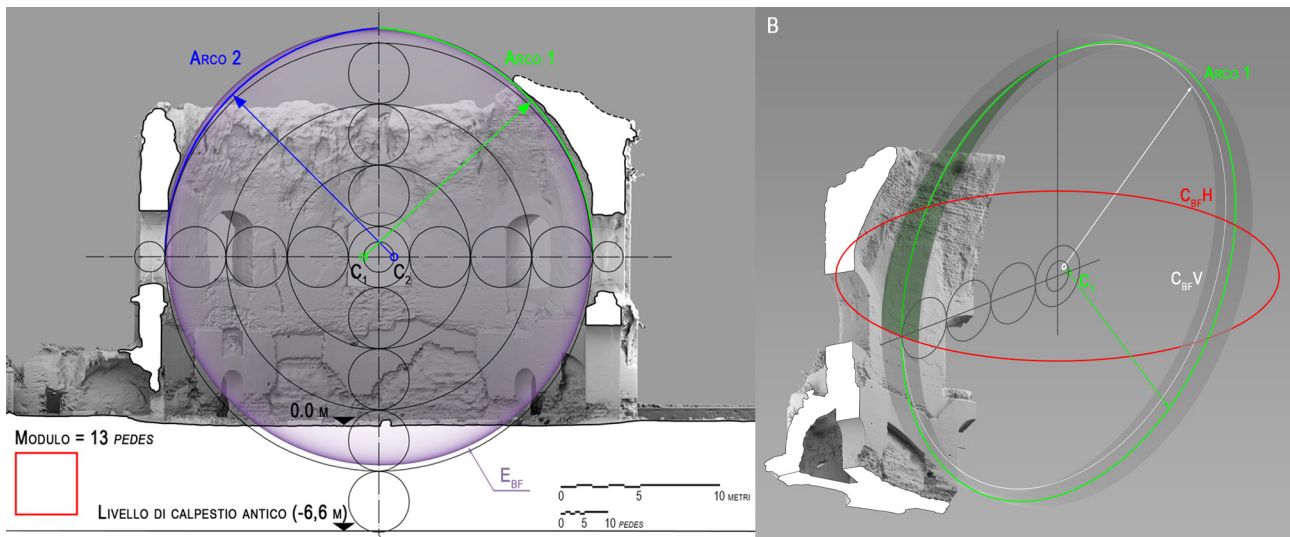 Arco 2
Arco 1
C1
C2
0.0 m
Modulo = 13 pedes
EBF
0 5 10 metri
Livello di calpestio antico (-6,6 m)
0 5 10 pedes
B
Arco 1
CBFH
C1
CBFV